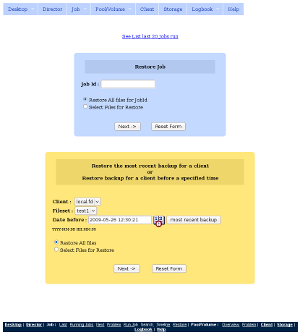 Desktop Director Job Pool/Volume Client Storage Logbook Help
See List last 30 Jobs run
Restore Job
Job Id :
Restore All files for JobId
Select Files for Restore
Next -> Reset Form
Restore the most recent backup for a client
or
Restore backup for a client before a specified time
Client : local.fd
Fileset : test1
Date before : 2009-05-26 12:30:21 most recent backup
YYYY-MM-DD HH:MM:SS
Restore All files
Select Files for Restore
Next -> Reset Form
Desktop | Director | Job : List Running Jobs Next Problem Run Job Search Timeline Restore | Pool/Volume : Overview Problem | Client | Storage |
Logbook | Help